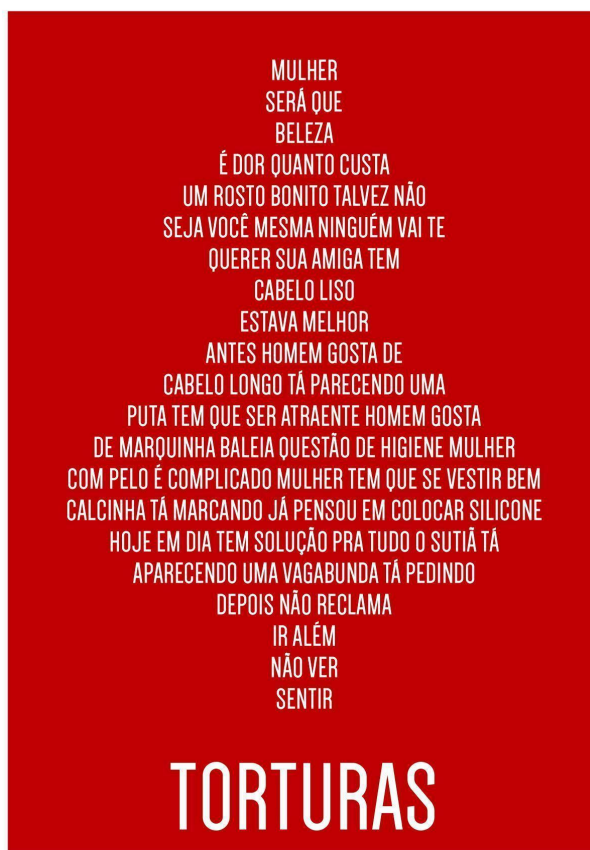 MULHER
SERÁ QUE
BELEZA
É DOR QUANTO CUSTA
UM ROSTO BONITO TALVEZ NÃO
SEJA VOCÊ MESMA NINGUÉM VAI TE
QUERER SUA AMIGA TEM
CABELO LISO
ESTAVA MELHOR
ANTES HOMEM GOSTA DE
CABELO LONGO TÁ PARECENDO UMA
PUTA TEM QUE SER ATRAENTE HOMEM GOSTA
DE MARQUINHA BALEIA QUESTÃO DE HIGIENE MULHER
COM PELO É COMPLICADO MULHER TEM QUE SE VESTIR BEM
CALCINHA TÁ MARCANDO JÁ PENSOU EM COLOCAR SILICONE
HOJE EM DIA TEM SOLUÇÃO PRA TUDO O SUTIÃ TÁ
APARECENDO UMA VAGABUNDA TÁ PEDINDO
DEPOIS NÃO RECLAMA
IR ALÉM
NÃO VER
SENTIR
TORTURAS